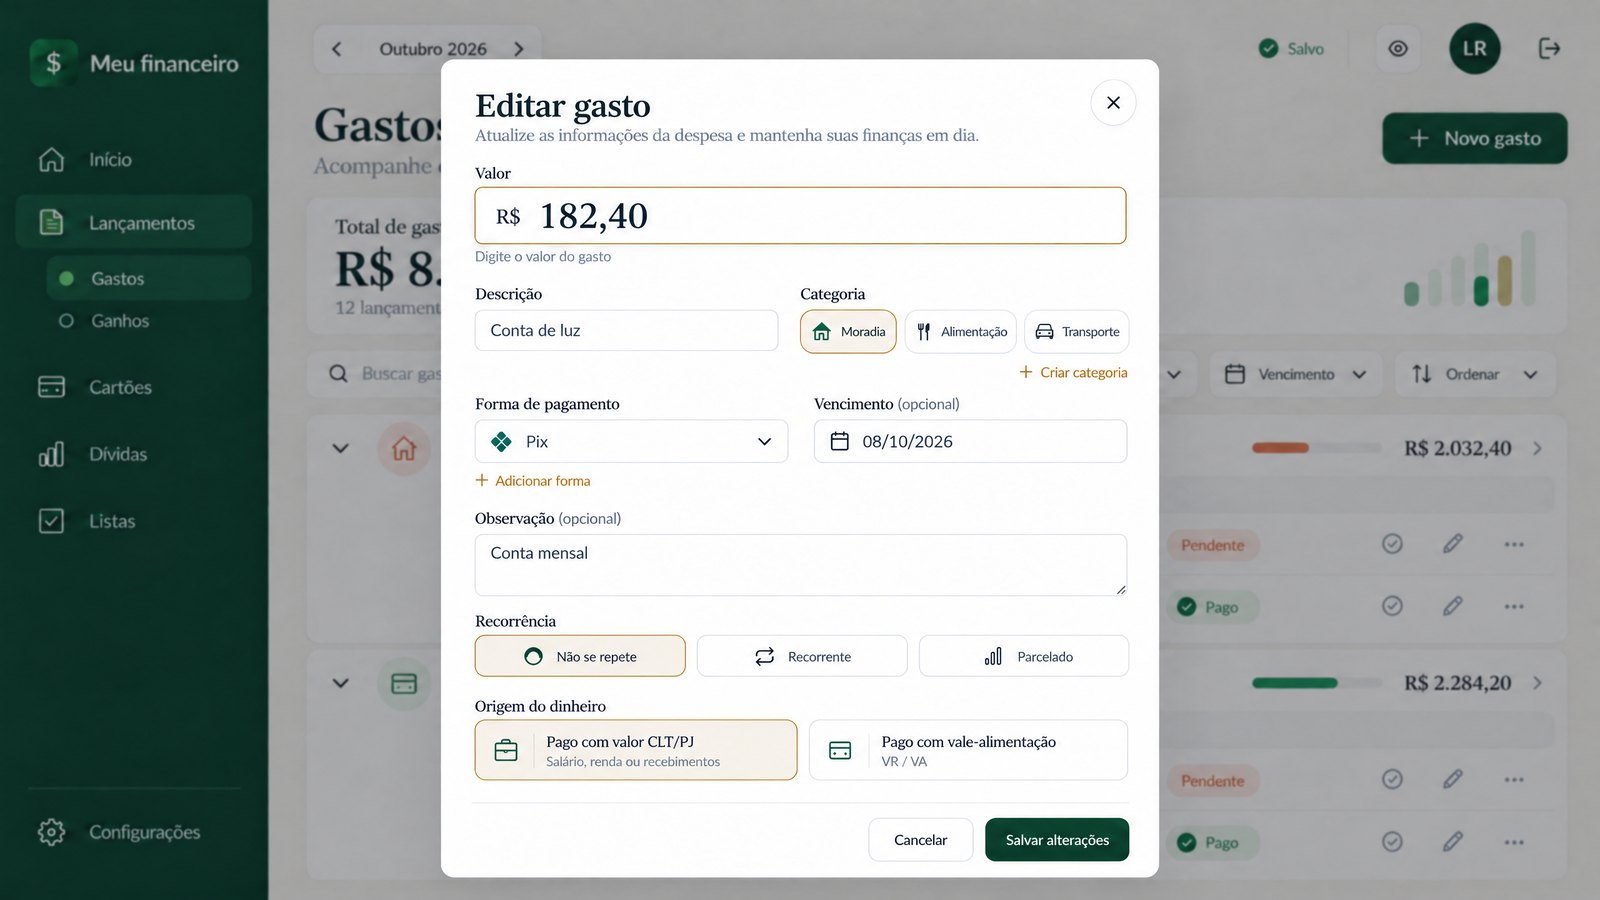 $ Meu financeiro
Início
Lançamentos
Gastos
Ganhos
Cartões
Dívidas
Listas
Configurações
Outubro 2026
Salvo
LR
Gastos
Acompanhe
Novo gasto
Total de gas
R$ 8.
12 lançament
Buscar gas
Vencimento
Ordenar
R$ 2.032,40
Pendente
Pago
R$ 2.284,20
Pendente
Pago
Editar gasto
Atualize as informações da despesa e mantenha suas finanças em dia.
Valor
R$ 182,40
Digite o valor do gasto
Descrição
Conta de luz
Categoria
Moradia
Alimentação
Transporte
+ Criar categoria
Forma de pagamento
Pix
+ Adicionar forma
Vencimento (opcional)
08/10/2026
Observação (opcional)
Conta mensal
Recorrência
Não se repete
Recorrente
Parcelado
Origem do dinheiro
Pago com valor CLT/PJ
Salário, renda ou recebimentos
Pago com vale-alimentação
VR / VA
Cancelar
Salvar alterações